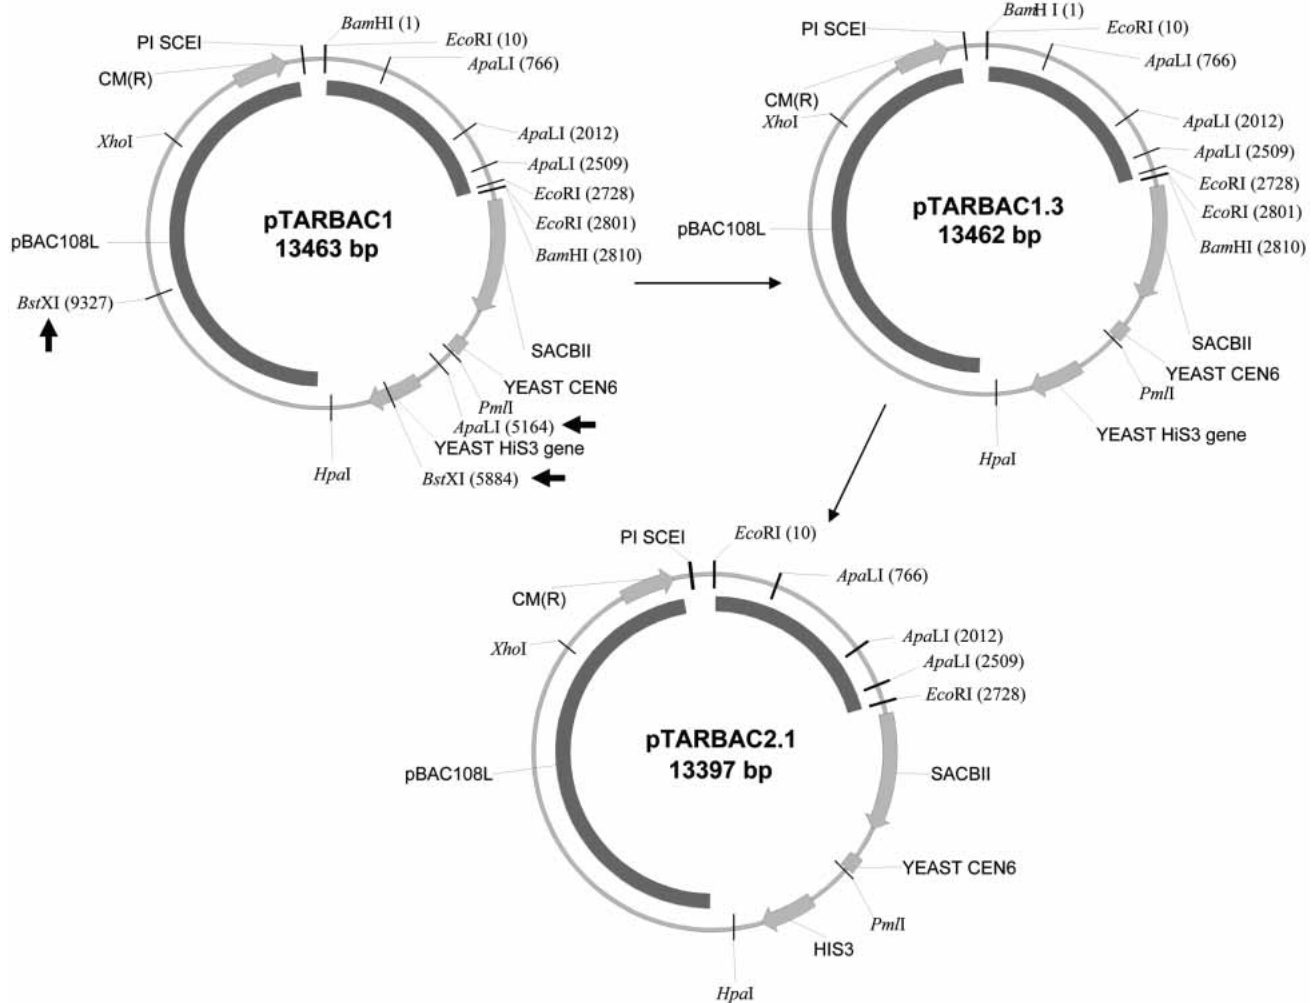 BamHI (1)
PI SCEI
EcoRI (10)
CM(R)
ApaLI (766)
XhoI
ApaLI (2012)
ApaLI (2509)
EcoRI (2728)
pTARBAC1
13463 bp
EcoRI (2801)
pBAC108L
BamHI (2810)
BstXI (9327)
SACBII
YEAST CEN6
PmlI
ApaLI (5164)
YEAST HiS3 gene
HpaI
BstXI (5884)
BamH I (1)
PI SCEI
EcoRI (10)
ApaLI (766)
CM(R)
XhoI
ApaLI (2012)
ApaLI (2509)
EcoRI (2728)
pTARBAC1.3
13462 bp
EcoRI (2801)
pBAC108L
BamHI (2810)
SACBII
YEAST CEN6
PmlI
YEAST HiS3 gene
HpaI
PI SCEI
EcoRI (10)
ApaLI (766)
CM(R)
XhoI
ApaLI (2012)
ApaLI (2509)
EcoRI (2728)
pTARBAC2.1
13397 bp
pBAC108L
SACBII
YEAST CEN6
PmlI
HIS3
HpaI